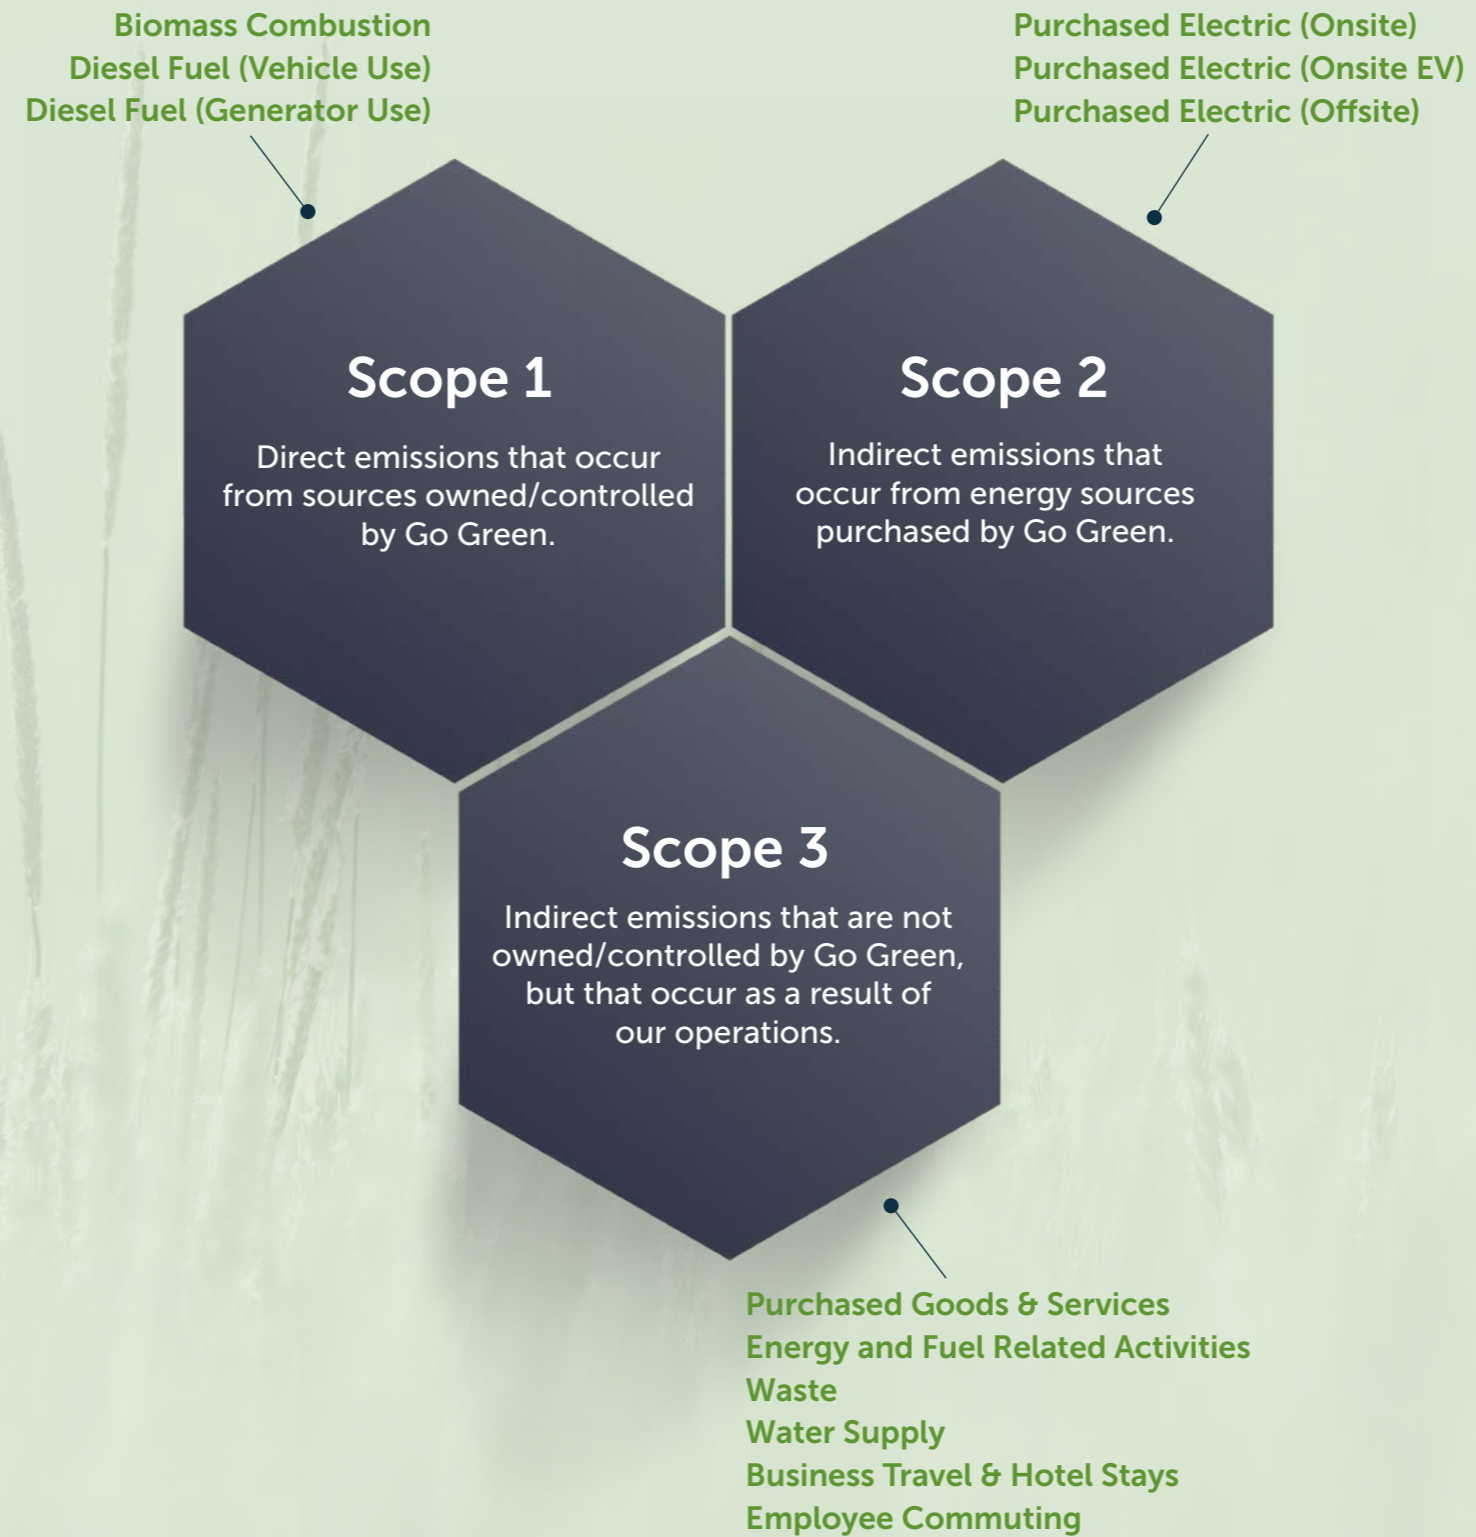 Biomass Combustion
Diesel Fuel (Vehicle Use)
Diesel Fuel (Generator Use)
Purchased Electric (Onsite)
Purchased Electric (Onsite EV)
Purchased Electric (Offsite)
Scope 1
Direct emissions that occur
from sources owned/controlled
by Go Green.
Scope 2
Indirect emissions that
occur from energy sources
purchased by Go Green.
Scope 3
Indirect emissions that are not
owned/controlled by Go Green,
but that occur as a result of
our operations.
Purchased Goods & Services
Energy and Fuel Related Activities
Waste
Water Supply
Business Travel & Hotel Stays
Employee Commuting